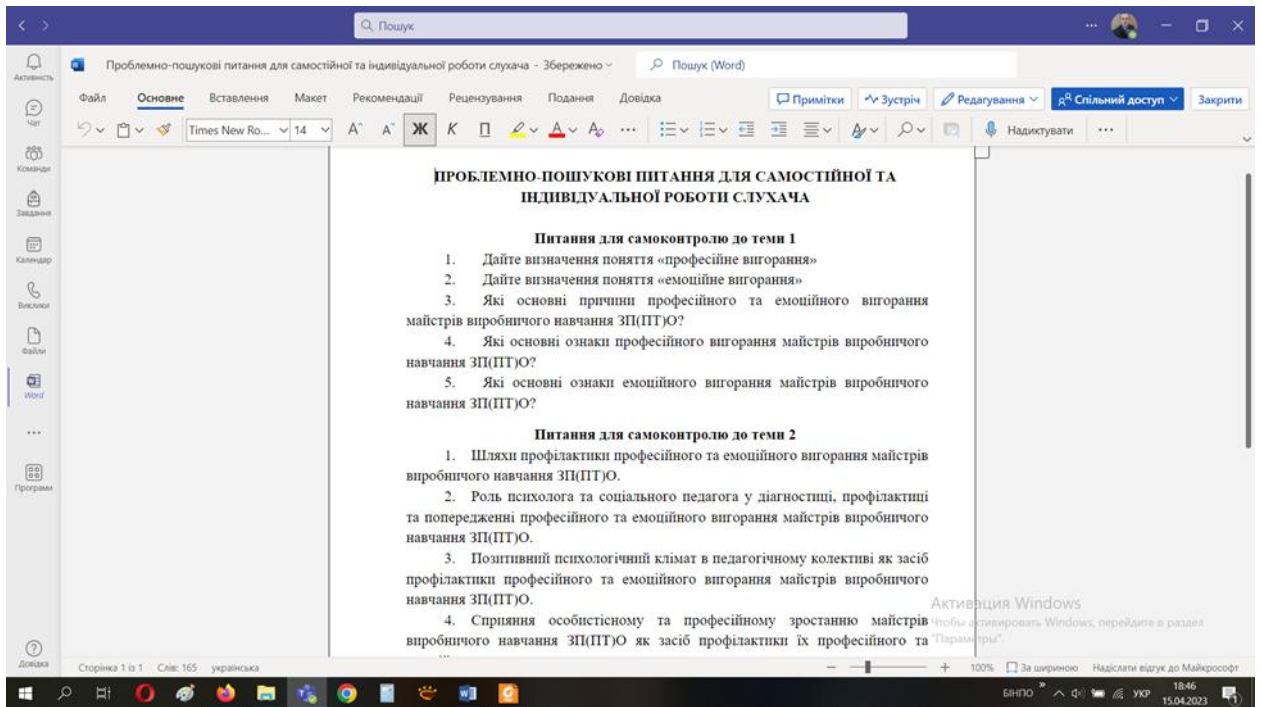 Пошук
Проблемно-пошукові питання для самостійної та індивідуальної роботи слухача - Збережено
Пошук (Word)
Файл Основне Вставлення Макет Рекомендації Рецензування Подання Довідка
Примітки Зустріч Редагування Спільний доступ Закрити
Times New Ro... 14 Ж К П Надиктувати
Активність
Чат
Команди
Завдання
Календар
Виклики
Файли
Word
Програми
Довідка
ПРОБЛЕМНО-ПОШУКОВІ ПИТАННЯ ДЛЯ САМОСТІЙНОЇ ТА
ІНДИВІДУАЛЬНОЇ РОБОТИ СЛУХАЧА
Питання для самоконтролю до теми 1
1. Дайте визначення поняття «професійне вигорання»
2. Дайте визначення поняття «емоційне вигорання»
3. Які основні причини професійного та емоційного вигорання
майстрів виробничого навчання ЗП(ПТ)О?
4. Які основні ознаки професійного вигорання майстрів виробничого
навчання ЗП(ПТ)О?
5. Які основні ознаки емоційного вигорання майстрів виробничого
навчання ЗП(ПТ)О?
Питання для самоконтролю до теми 2
1. Шляхи профілактики професійного та емоційного вигорання майстрів
виробничого навчання ЗП(ПТ)О.
2. Роль психолога та соціального педагога у діагностиці, профілактиці
та попередженні професійного та емоційного вигорання майстрів виробничого
навчання ЗП(ПТ)О.
3. Позитивний психологічний клімат в педагогічному колективі як засіб
профілактики професійного та емоційного вигорання майстрів виробничого
навчання ЗП(ПТ)О.
4. Сприяння особистісному та професійному зростанню майстрів
виробничого навчання ЗП(ПТ)О як засіб профілактики їх професійного та
Активация Windows
Чтобы активировать Windows, перейдите в раздел
"Параметры".
Сторінка 1 із 1 Слів: 165 українська
100% За шириною Надіслати відгук до Майкрософт
БІНПО УКР 18:46
15.04.2023